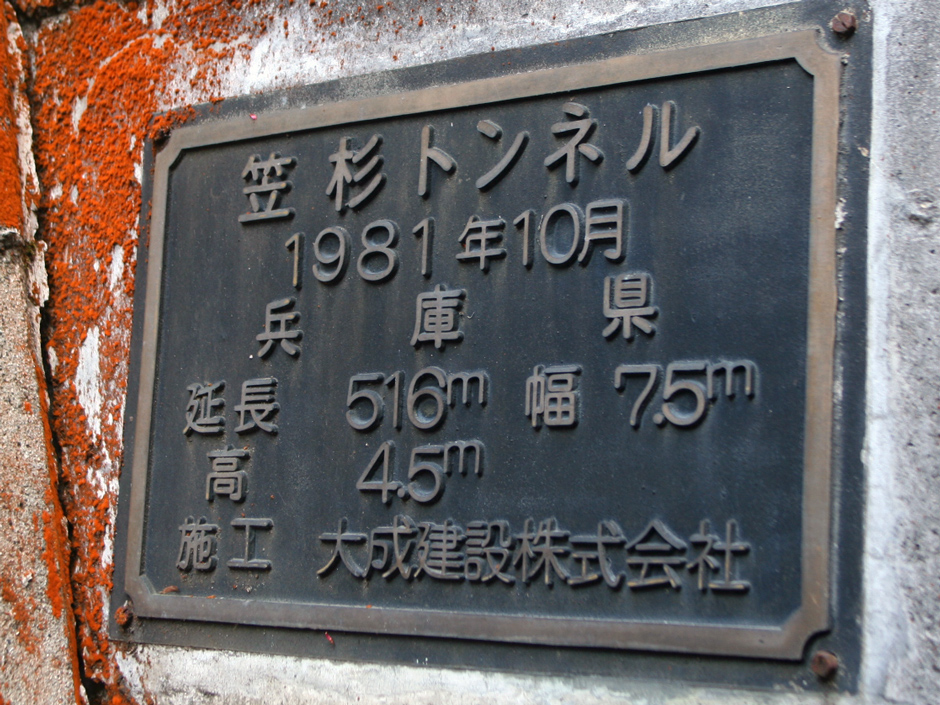 笠杉トンネル
1981年10月
兵庫県
延長 516m 幅 7.5m
高 4.5m
施工 大成建設株式会社